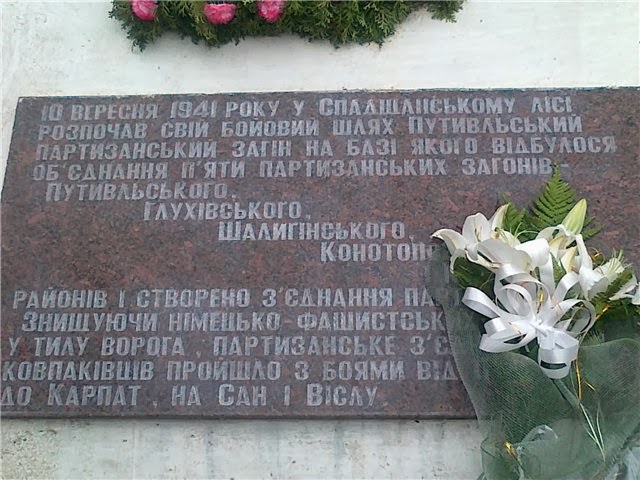 10 ВЕРЕСНЯ 1941 РОКУ У СПАДЩАНСЬКОМУ ЛІСІ
РОЗПОЧАВ СВІЙ БОЙОВИЙ ШЛЯХ ПУТИВЛЬСЬКИЙ
ПАРТИЗАНСЬКИЙ ЗАГІН НА БАЗІ ЯКОГО ВІДБУЛОСЯ
ОБ'ЄДНАННЯ П'ЯТИ ПАРТИЗАНСЬКИХ ЗАГОНІВ –
ПУТИВЛЬСЬКОГО,
ГЛУХІВСЬКОГО,
ШАЛИГІНСЬКОГО,
РАЙОНІВ І СТВОРЕНО З'ЄДНАННЯ
ЗНИЩУЮЧИ
У ТИЛУ ВОРОГА, ПАРТИЗАНСЬКЕ
КОВПАКІВЦІВ ПРОЙШЛО З БОЯМИ
ДО КАРПАТ, НА САН І ВІСЛУ.